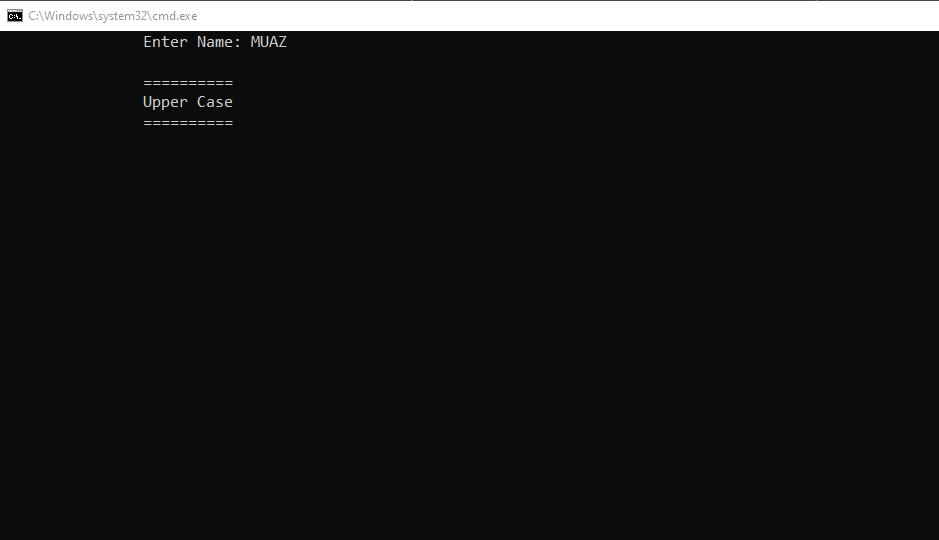 C:\Windows\system32\cmd.exe
Enter Name: MUAZ
==========
Upper Case
==========